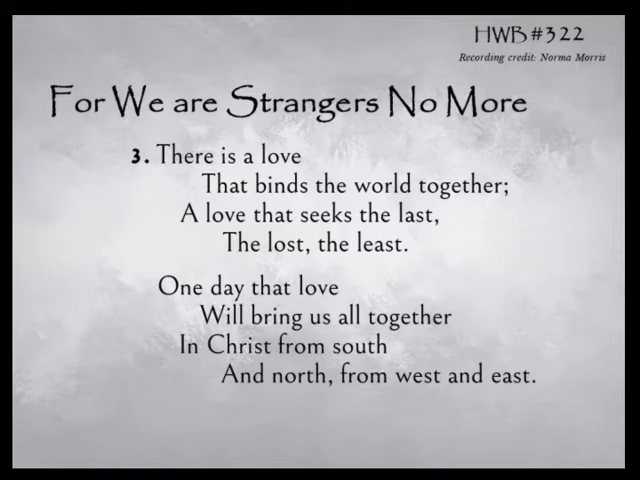 HWB#322
Recording credit: Norma Morris
For We are Strangers No More
3. There is a love
That binds the world together;
A love that seeks the last,
The lost, the least.
One day that love
Will bring us all together
In Christ from south
And north, from west and east.